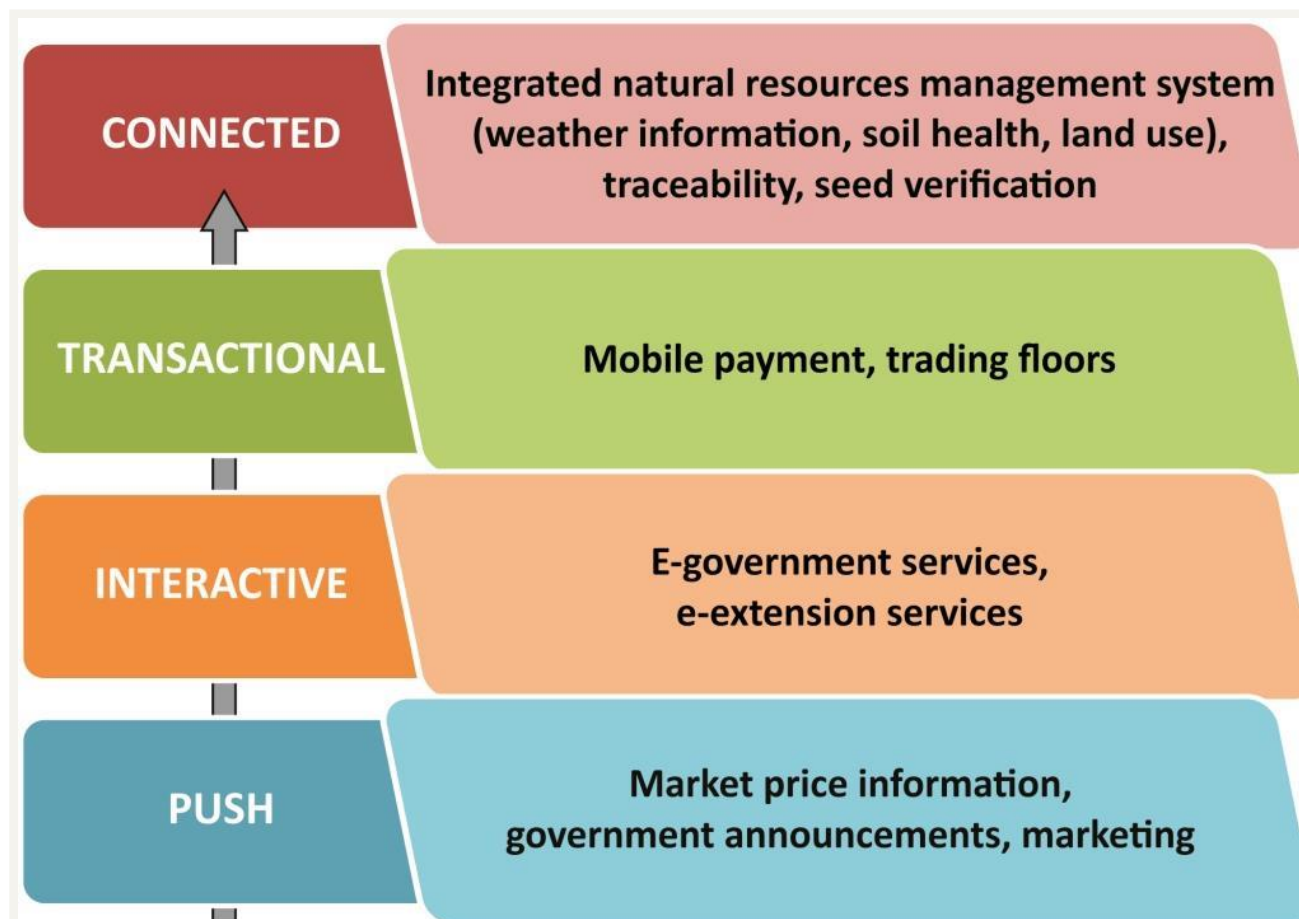 CONNECTED
Integrated natural resources management system
(weather information, soil health, land use),
traceability, seed verification
TRANSACTIONAL
Mobile payment, trading floors
INTERACTIVE
E-government services,
e-extension services
PUSH
Market price information,
government announcements, marketing